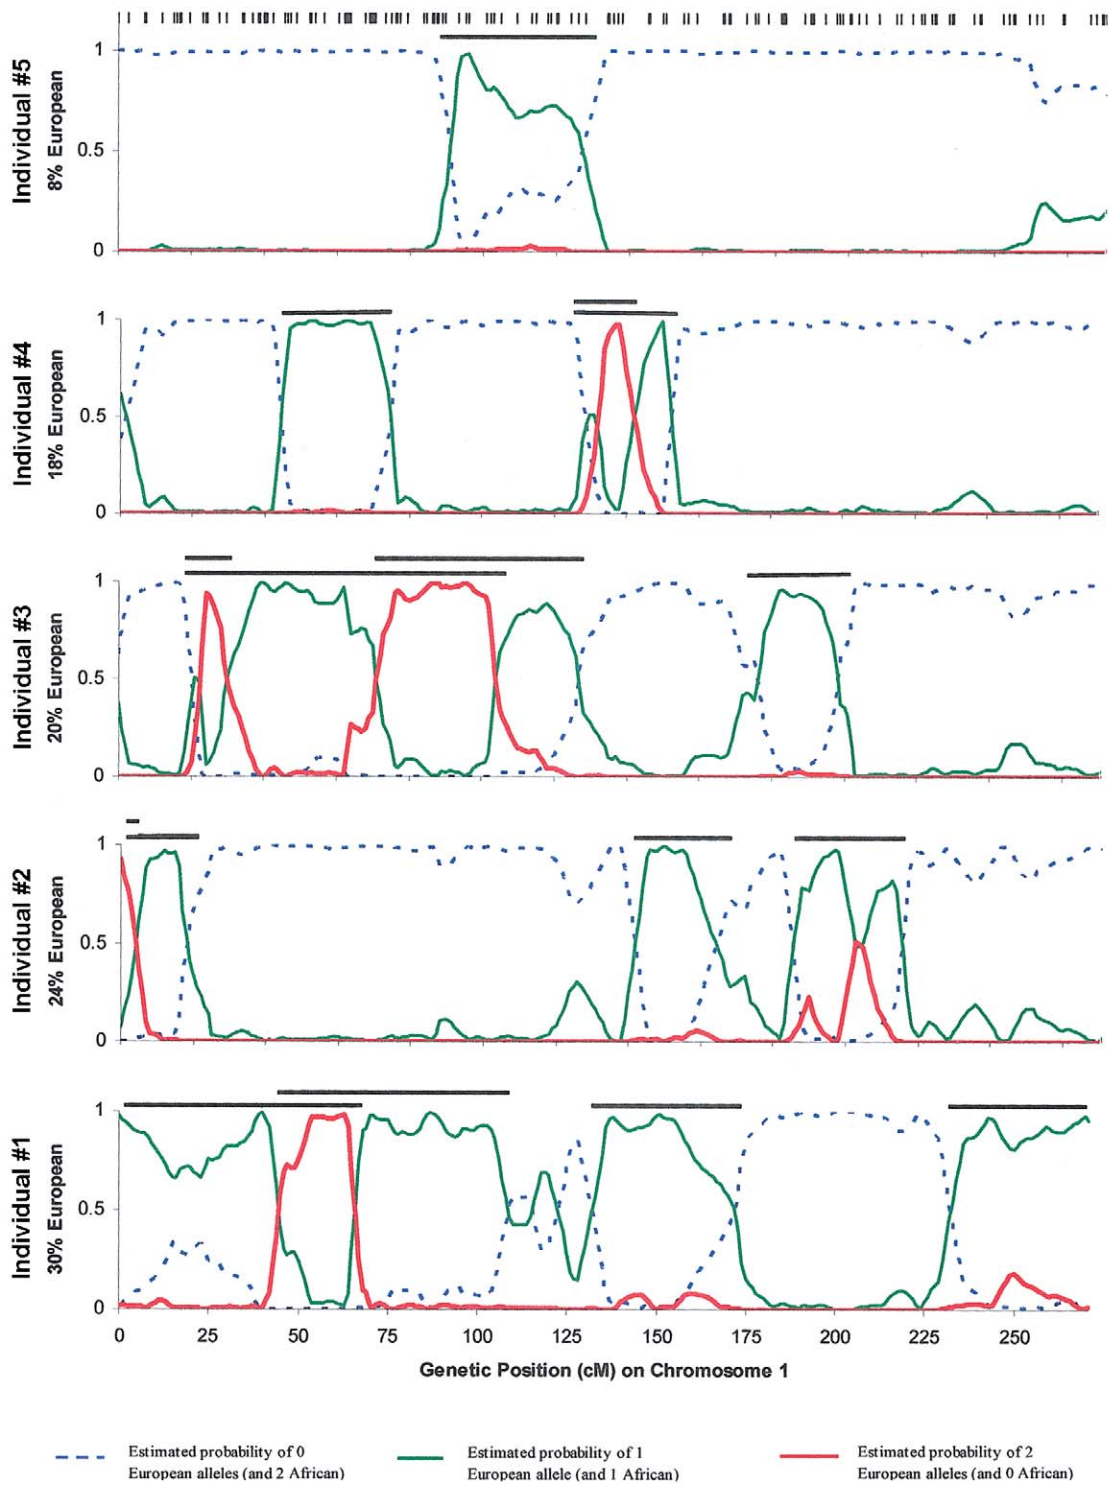 Individual #5
8% European
1
0.5
0
Individual #4
18% European
1
0.5
0
Individual #3
20% European
1
0.5
0
Individual #2
24% European
1
0.5
0
Individual #1
30% European
1
0.5
0
0 25 50 75 100 125 150 175 200 225 250
Genetic Position (cM) on Chromosome 1
Estimated probability of 0
European alleles (and 2 African)
Estimated probability of 1
European allele (and 1 African)
Estimated probability of 2
European alleles (and 0 African)